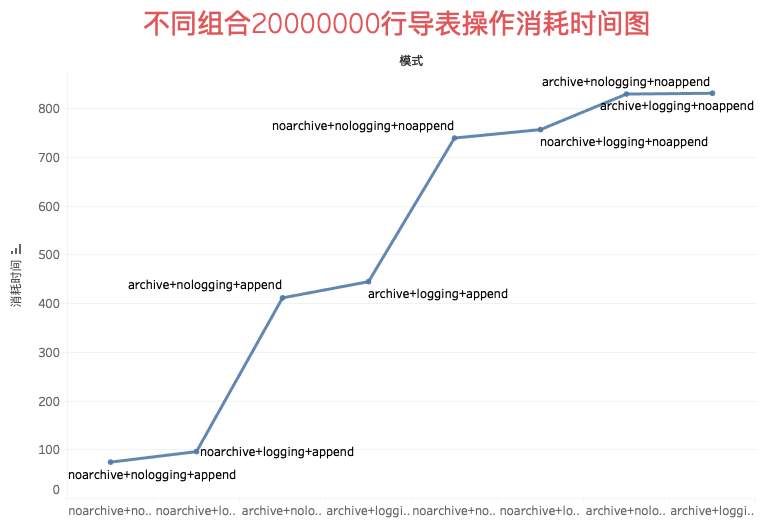 不同组合20000000行导表操作消耗时间图
模式
archive+nologging+noappend
archive+logging+noappend
noarchive+nologging+noappend
noarchive+logging+noappend
archive+nologging+append
archive+logging+append
noarchive+logging+append
noarchive+nologging+append
消耗时间
800
700
600
500
400
300
200
100
0
noarchive+no.. noarchive+lo.. archive+nolo.. archive+loggi.. noarchive+no.. noarchive+lo.. archive+nolo.. archive+loggi..